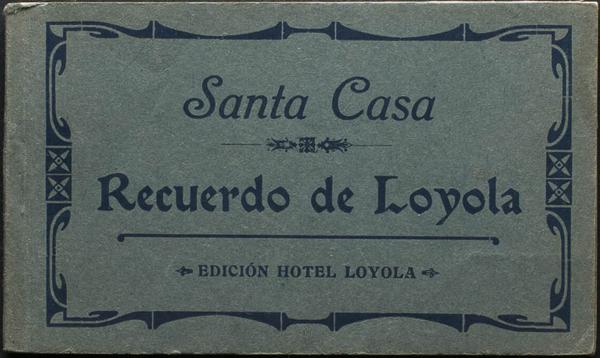 Santa Casa
Recuerdo de Loyola
EDICIÓN HOTEL LOYOLA